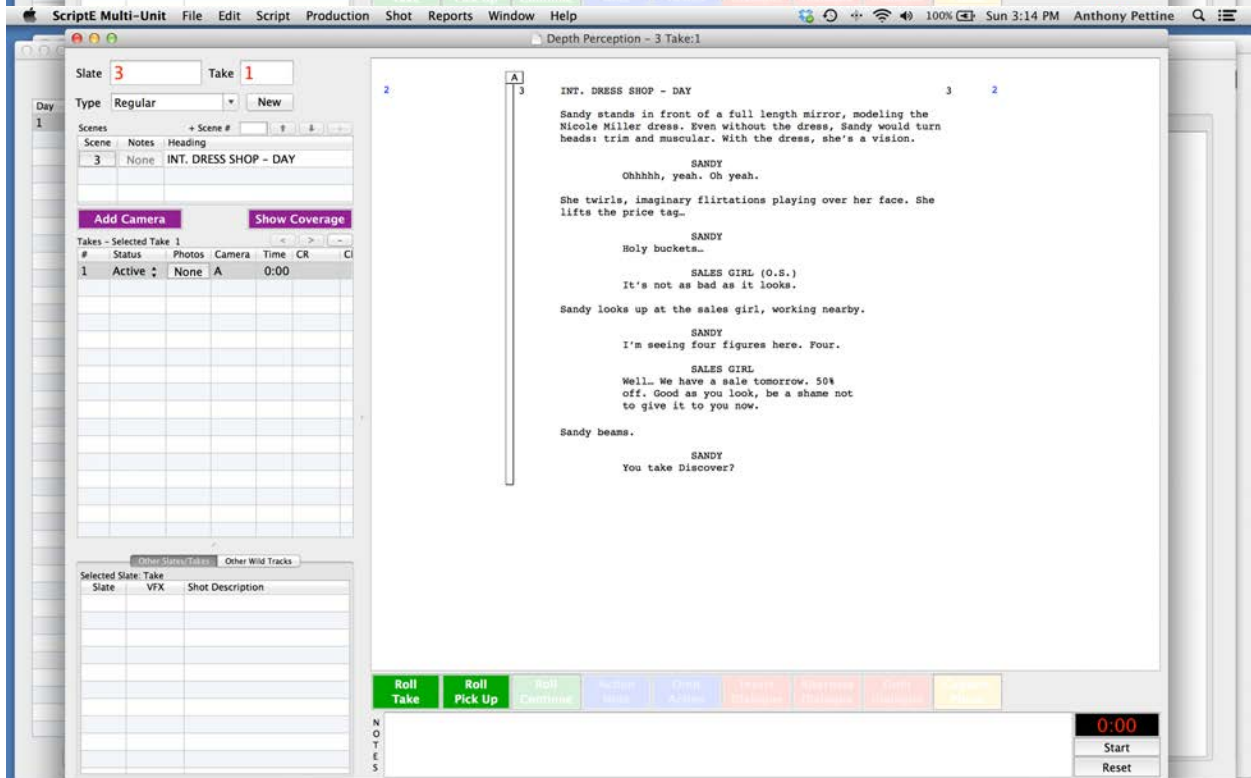 ScriptE Multi-Unit File Edit Script Production Shot Reports Window Help 100% Sun 3:14 PM Anthony Pettine
Depth Perception – 3 Take:1
Day
1
Slate 3 Take 1
Type Regular New
Scenes + Scene #
Scene Notes Heading
3 None INT. DRESS SHOP – DAY
Add Camera Show Coverage
Takes – Selected Take 1 < > -
# Status Photos Camera Time CR
1 Active None A 0:00
Other Slates/Takes Other Wild Tracks
Selected Slate: Take
Slate VFX Shot Description
A
2 3 INT. DRESS SHOP - DAY 3 2
Sandy stands in front of a full length mirror, modeling the
Nicole Miller dress. Even without the dress, Sandy would turn
heads: trim and muscular. With the dress, she's a vision.
SANDY
Ohhhhh, yeah. Oh yeah.
She twirls, imaginary flirtations playing over her face. She
lifts the price tag…
SANDY
Holy buckets…
SALES GIRL (O.S.)
It's not as bad as it looks.
Sandy looks up at the sales girl, working nearby.
SANDY
I'm seeing four figures here. Four.
SALES GIRL
Well… We have a sale tomorrow. 50%
off. Good as you look, be a shame not
to give it to you now.
Sandy beams.
SANDY
You take Discover?
Roll Take
Roll Pick Up
Roll Continue
NOTES
0:00
Start
Reset